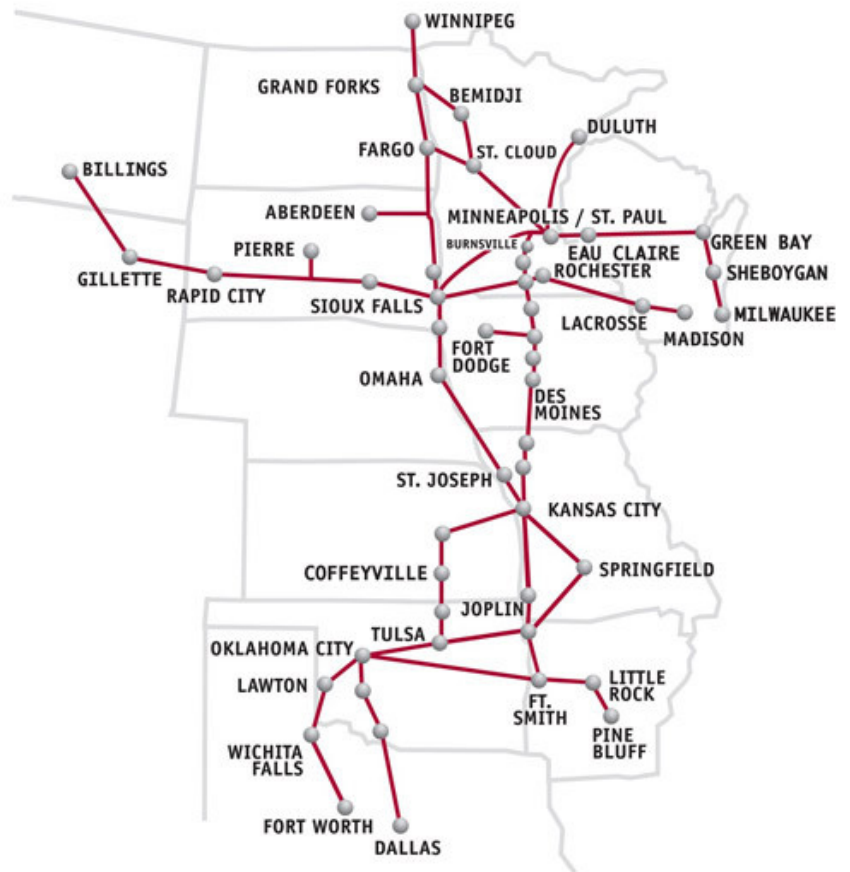 WINNIPEG
GRAND FORKS
BEMIDJI
DULUTH
FARGO
ST. CLOUD
BILLINGS
ABERDEEN
MINNEAPOLIS / ST. PAUL
PIERRE
BURNSVILLE
EAU CLAIRE
GREEN BAY
GILLETTE
RAPID CITY
ROCHESTER
SHEBOYGAN
SIOUX FALLS
LACROSSE
MADISON
MILWAUKEE
FORT
DODGE
OMAHA
DES
MOINES
ST. JOSEPH
KANSAS CITY
COFFEYVILLE
SPRINGFIELD
JOPLIN
TULSA
OKLAHOMA CITY
LAWTON
FT.
SMITH
LITTLE
ROCK
PINE
BLUFF
WICHITA
FALLS
FORT WORTH
DALLAS